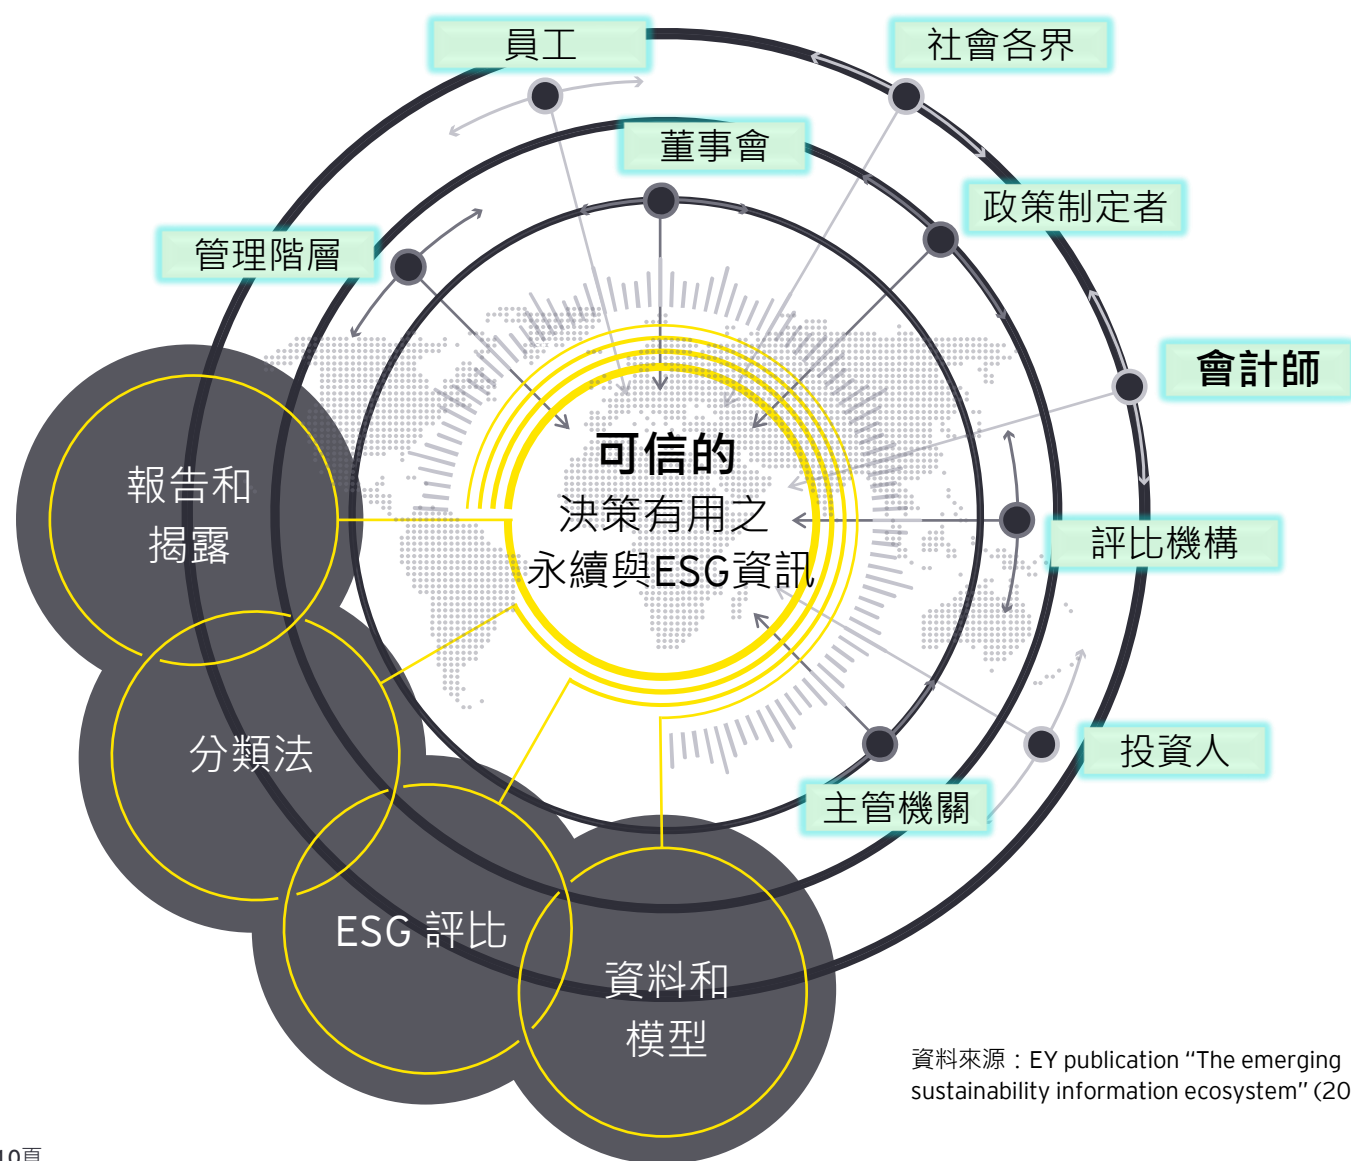 員工
社會各界
董事會
政策制定者
管理階層
會計師
可信的
決策有用之
永續與ESG資訊
報告和
揭露
評比機構
分類法
投資人
主管機關
ESG 評比
資料和
模型
資料來源：EY publication “The emerging
sustainability information ecosystem” (20
10頁